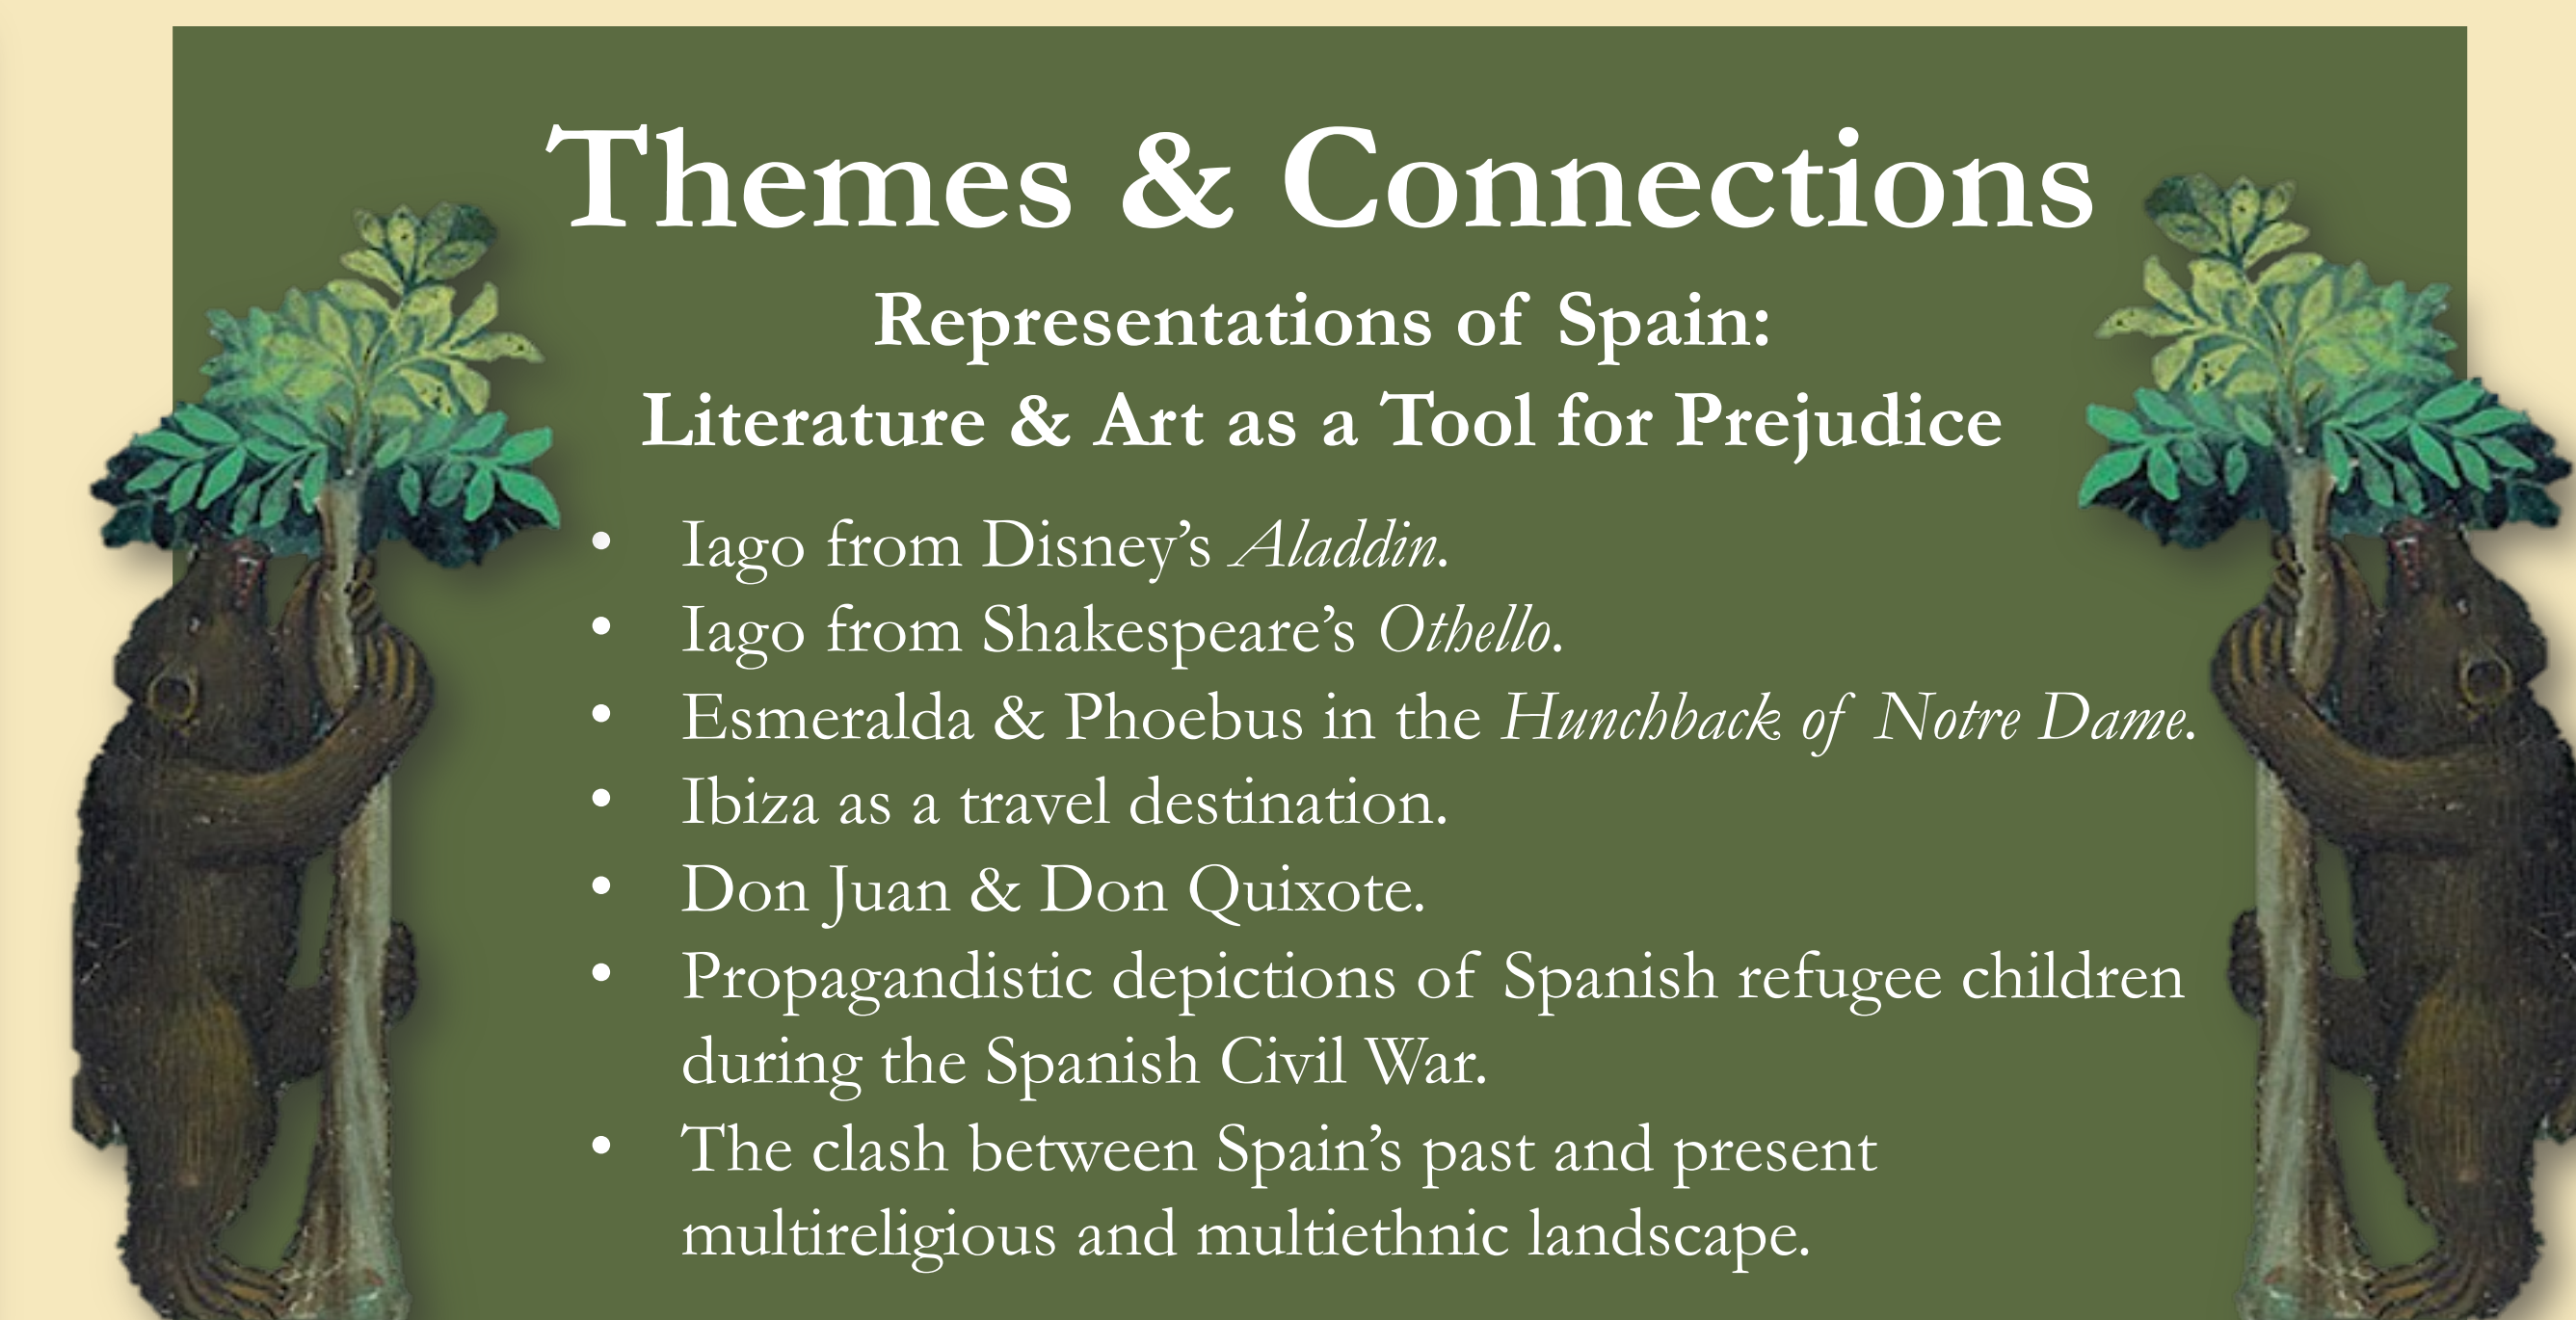 Themes & Connections
Representations of Spain:
Literature & Art as a Tool for Prejudice
• Iago from Disney’s Aladdin.
• Iago from Shakespeare’s Othello.
• Esmeralda & Phoebus in the Hunchback of Notre Dame.
• Ibiza as a travel destination.
• Don Juan & Don Quixote.
• Propagandistic depictions of Spanish refugee children
during the Spanish Civil War.
• The clash between Spain’s past and present
multireligious and multiethnic landscape.